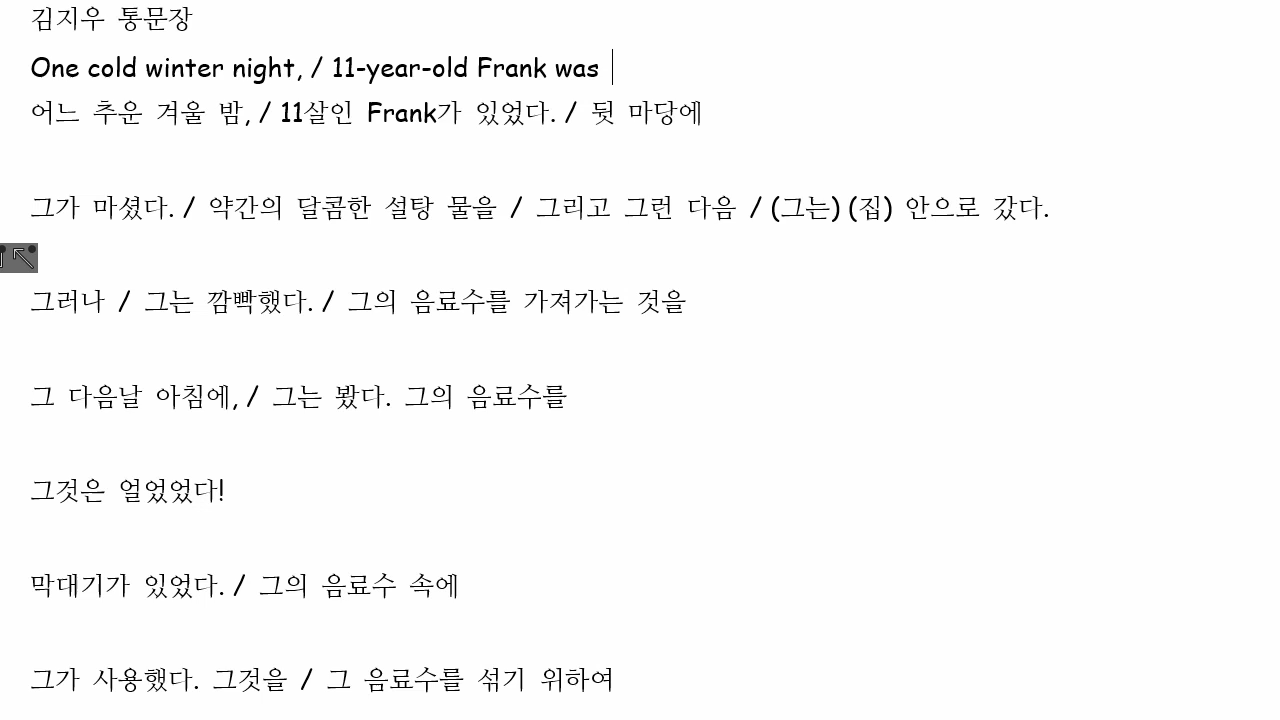 김지우 통문장
One cold winter night, / 11-year-old Frank was
어느 추운 겨울 밤, / 11살인 Frank가 있었다. / 뒷 마당에
그가 마셨다. / 약간의 달콤한 설탕 물을 / 그리고 그런 다음 / (그는) (집) 안으로 갔다.
그러나 / 그는 깜빡했다. / 그의 음료수를 가져가는 것을
그 다음날 아침에, / 그는 봤다. 그의 음료수를
그것은 얼었었다!
막대기가 있었다. / 그의 음료수 속에
그가 사용했다. 그것을 / 그 음료수를 섞기 위하여